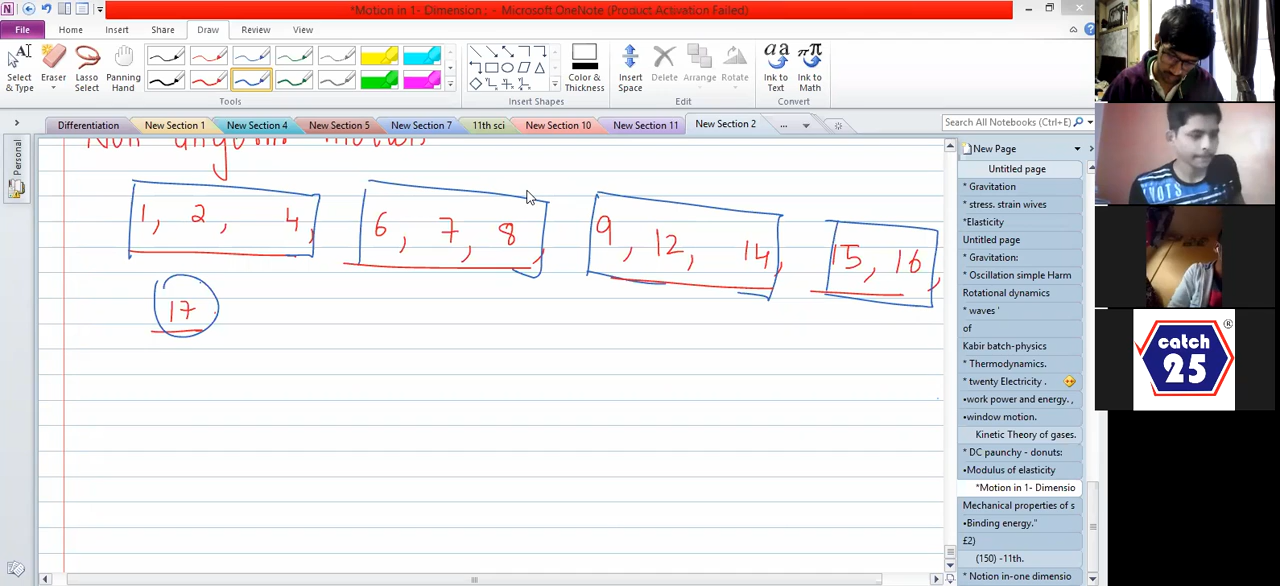 *Motion in 1- Dimension : - Microsoft OneNote (Product Activation Failed)
File Home Insert Share Draw Review View
Select & Type
Eraser
Lasso Select
Panning Hand
Color & Thickness
Insert Space
Delete
Arrange
Rotate
Ink to Text
Ink to Math
Tools
Insert Shapes
Edit
Convert
Differentiation New Section 1 New Section 4 New Section 5 New Section 7 11th sci New Section 10 New Section 11 New Section 2 ...
Search All Notebooks (Ctrl+E)
Personal
1, 2, 4, 6, 7, 8, 9, 12, 14, 15, 16,
17
New Page
Untitled page
* Gravitation
* stress. strain wives
*Elasticity
Untitled page
* Gravitation:
* Oscillation simple Harm
Rotational dynamics
* waves '
of
Kabir batch-physics
* Thermodynamics.
* twenty Electricity .
•work power and energy. ,
•window motion.
Kinetic Theory of gases.
* DC paunchy - donuts:
•Modulus of elasticity
*Motion in 1- Dimensio
Mechanical properties of s
•Binding energy."
£2)
(150) -11th.
* Notion in-one dimensio
catch ®
25